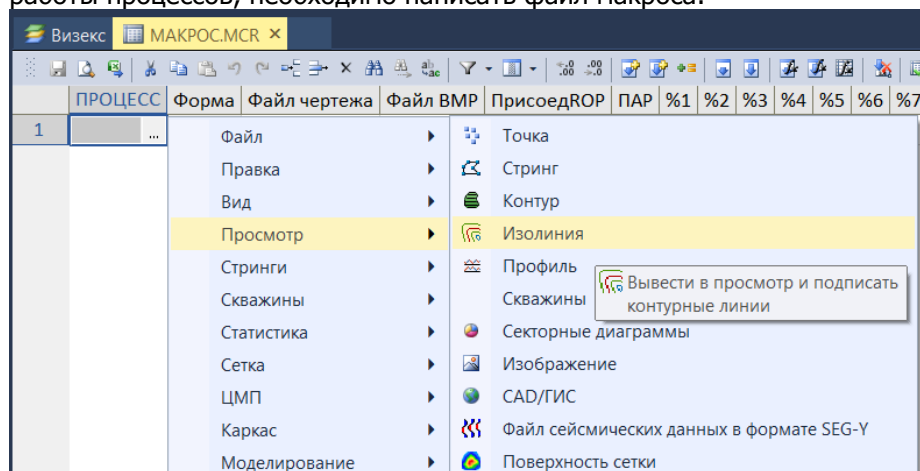 работы процессов, необходимо написать файл макроса.
Визекс МАКРОС.MCR ×
ПРОЦЕСС Форма Файл чертежа Файл BMP ПрисоедROP ПАР %1 %2 %3 %4 %5 %6 %7
1 ...
Файл
Правка
Вид
Просмотр
Стринги
Скважины
Статистика
Сетка
ЦМП
Каркас
Моделирование
Точка
Стринг
Контур
Изолиния
Профиль
Скважины
Секторные диаграммы
Изображение
CAD/ГИС
Файл сейсмических данных в формате SEG-Y
Поверхность сетки
Вывести в просмотр и подписать
контурные линии